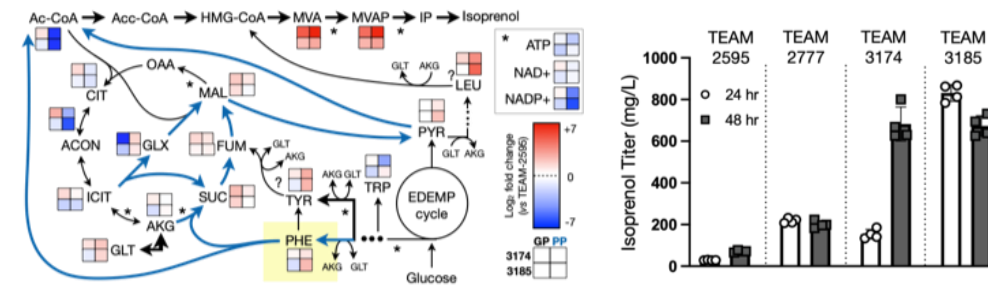 Ac-CoA Acc-CoA HMG-CoA MVA MVAP IP Isoprenol
* *
GLT AKG
? LEU
OAA
CIT * MAL
PYR
GLT AKG
ACON GLX FUM
GLT
AKG
? TYR
AKG GLT
*
TRP
EDEMP
cycle
ICIT * AKG * SUC
GLT
PHE
AKG GLT
*
Glucose
* ATP
NAD+
NADP+
Log₂ fold change
(vs TEAM-2595)
+7
0
-7
GP PP
3174
3185
TEAM TEAM TEAM TEAM
2595 2777 3174 3185
Isoprenol Titer (mg/L)
1000
800
600
400
200
0
24 hr
48 hr